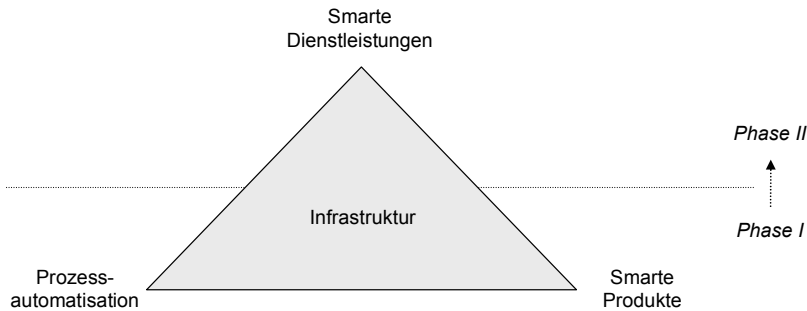 Smarte
Dienstleistungen
Phase II
Infrastruktur
Phase I
Prozess-
automatisation
Smarte
Produkte